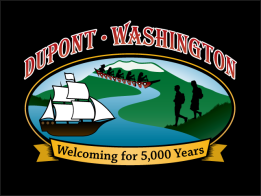 DUPONT · WASHINGTON
Welcoming for 5,000 Years